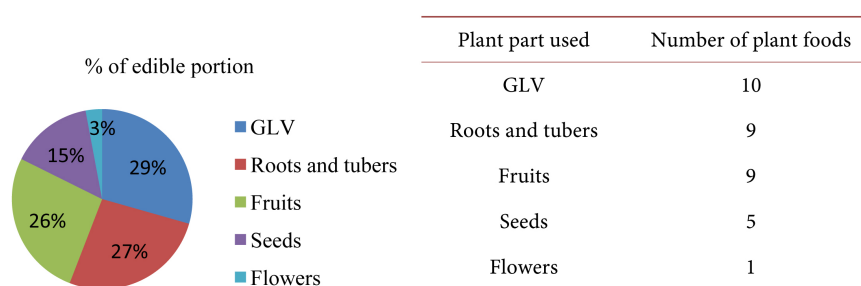 % of edible portion
3%
15%
29%
26%
27%
GLV
Roots and tubers
Fruits
Seeds
Flowers
Plant part used Number of plant foods
GLV 10
Roots and tubers 9
Fruits 9
Seeds 5
Flowers 1